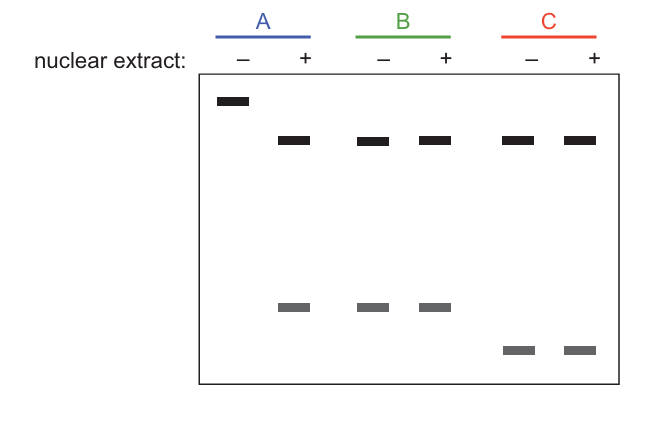 A B C
nuclear extract: – + – + – +